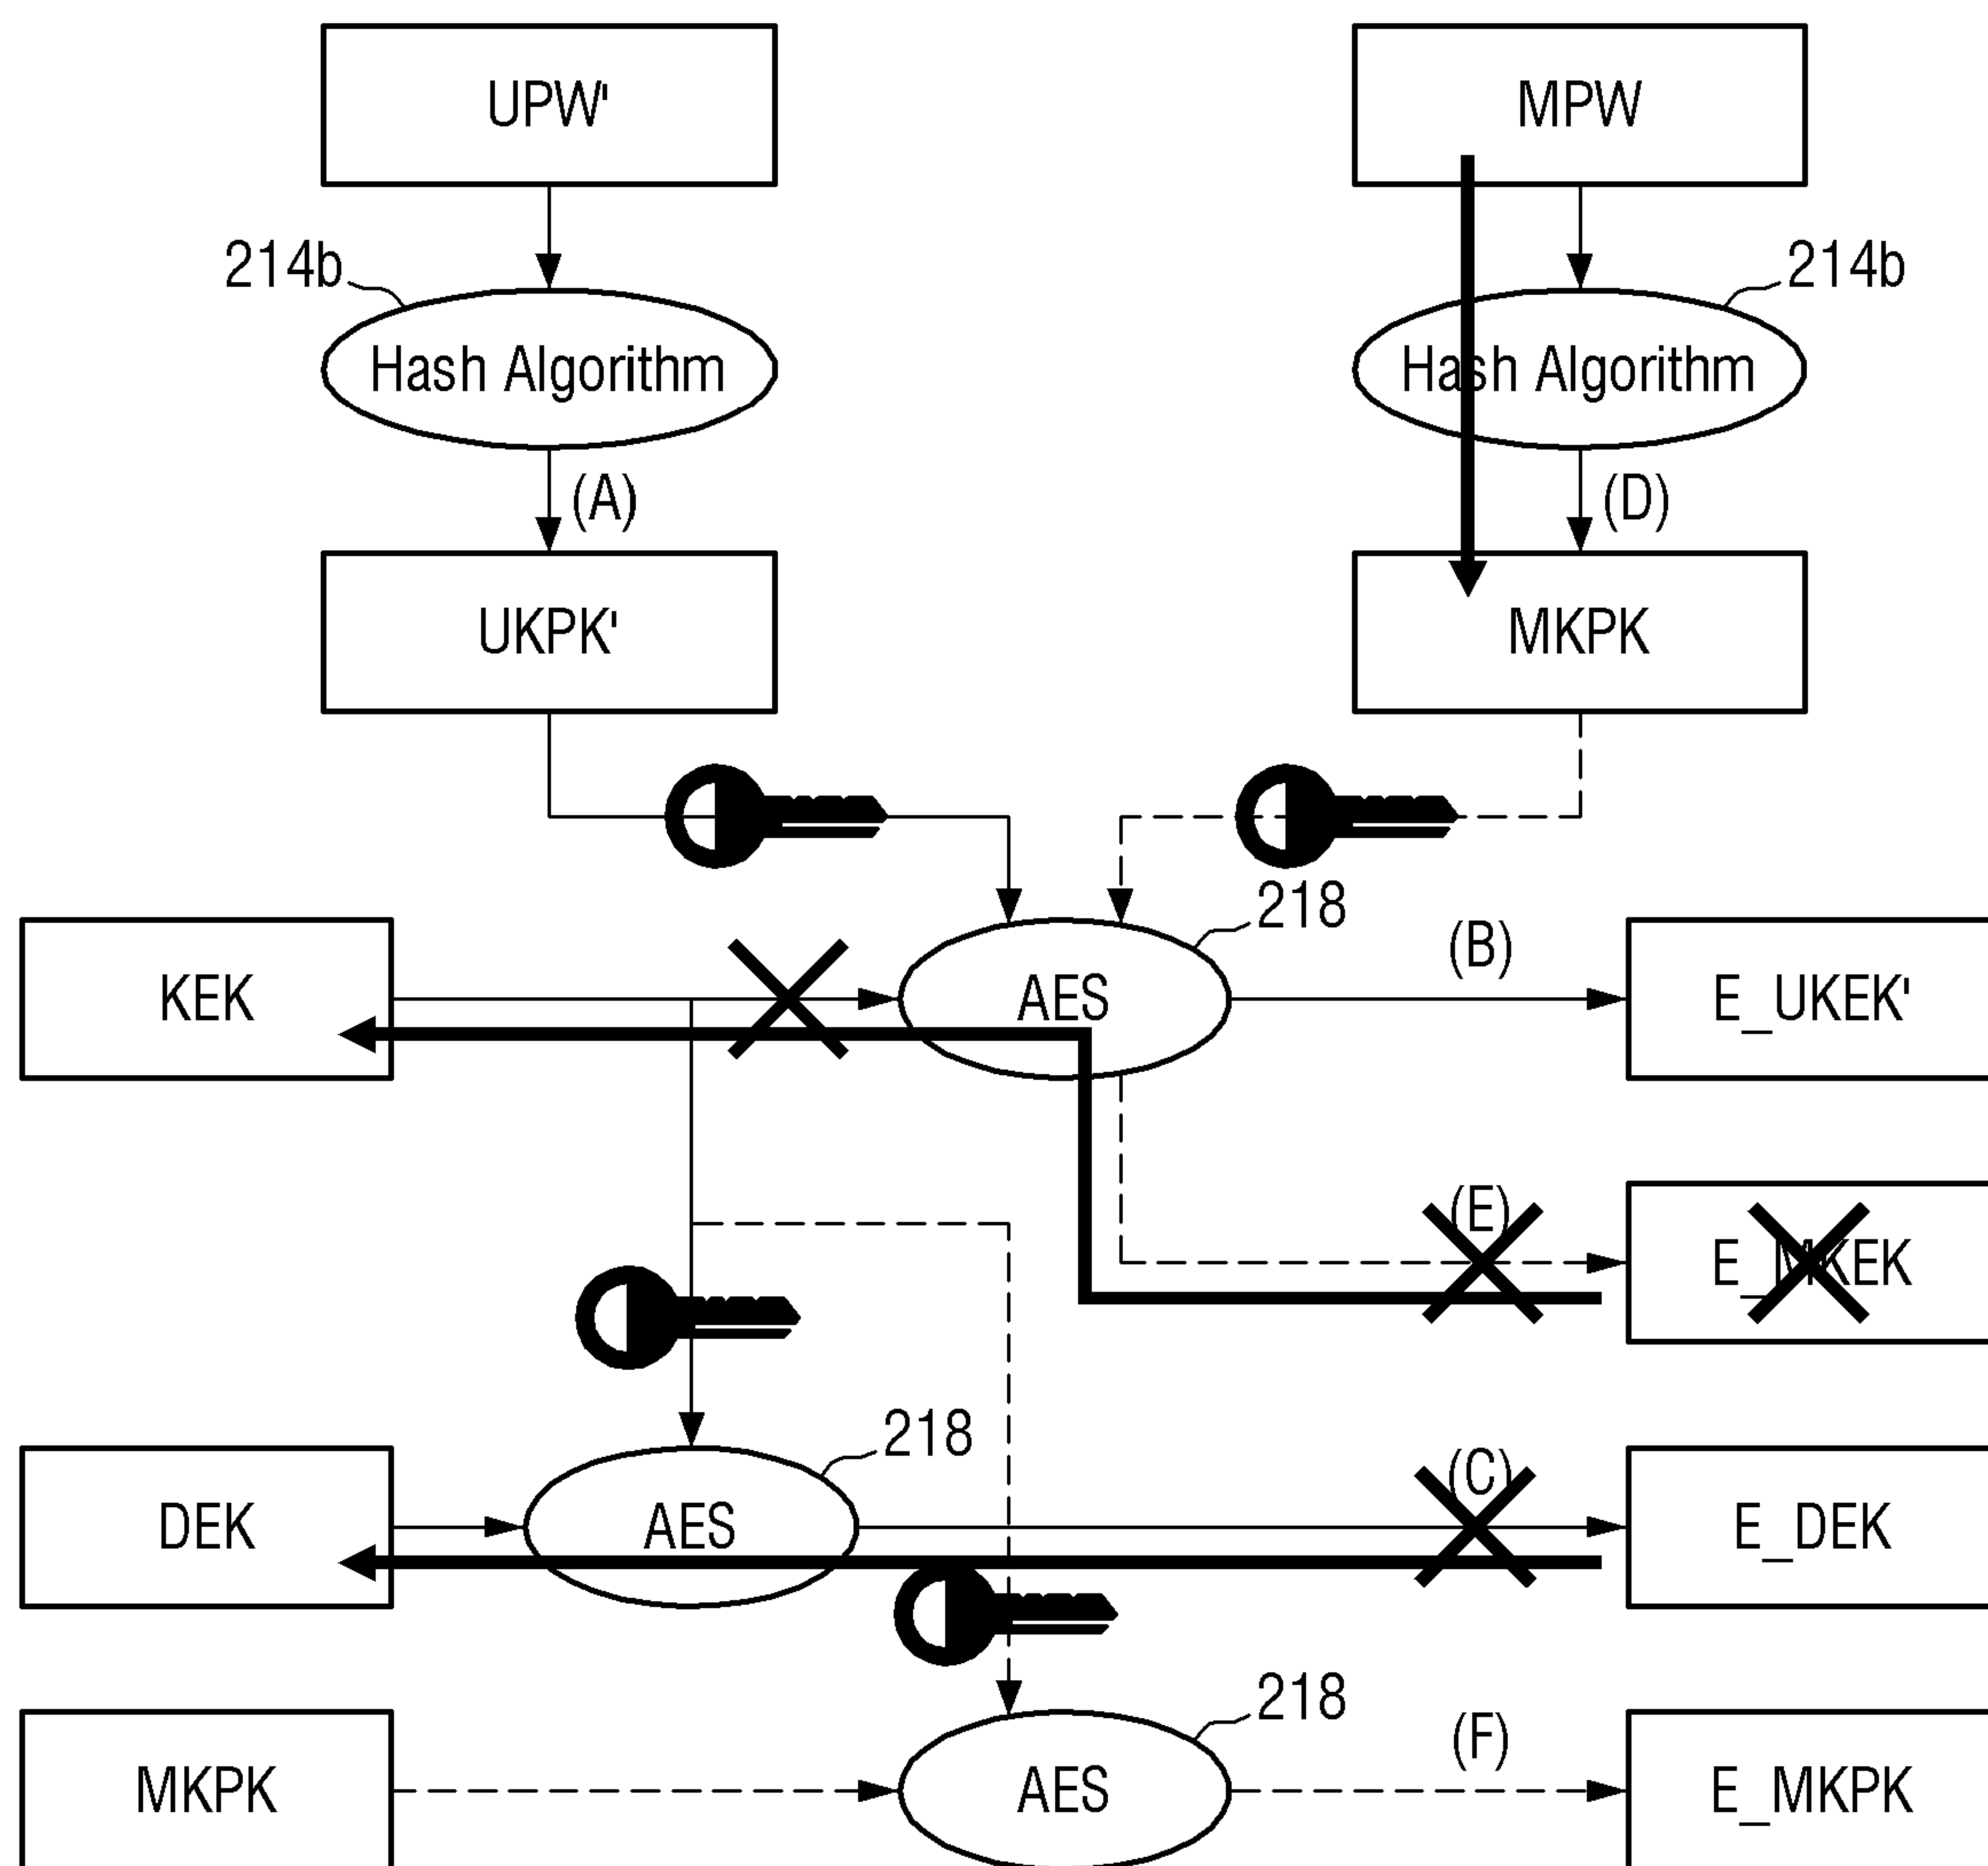 UPW'
MPW
214b
214b
Hash Algorithm
Hash Algorithm
(A)
(D)
UKPK'
MKPK
218
(B)
KEK
AES
E_UKEK'
(E)
E_MKEK
218
(C)
DEK
AES
E_DEK
218
(F)
MKPK
AES
E_MKPK